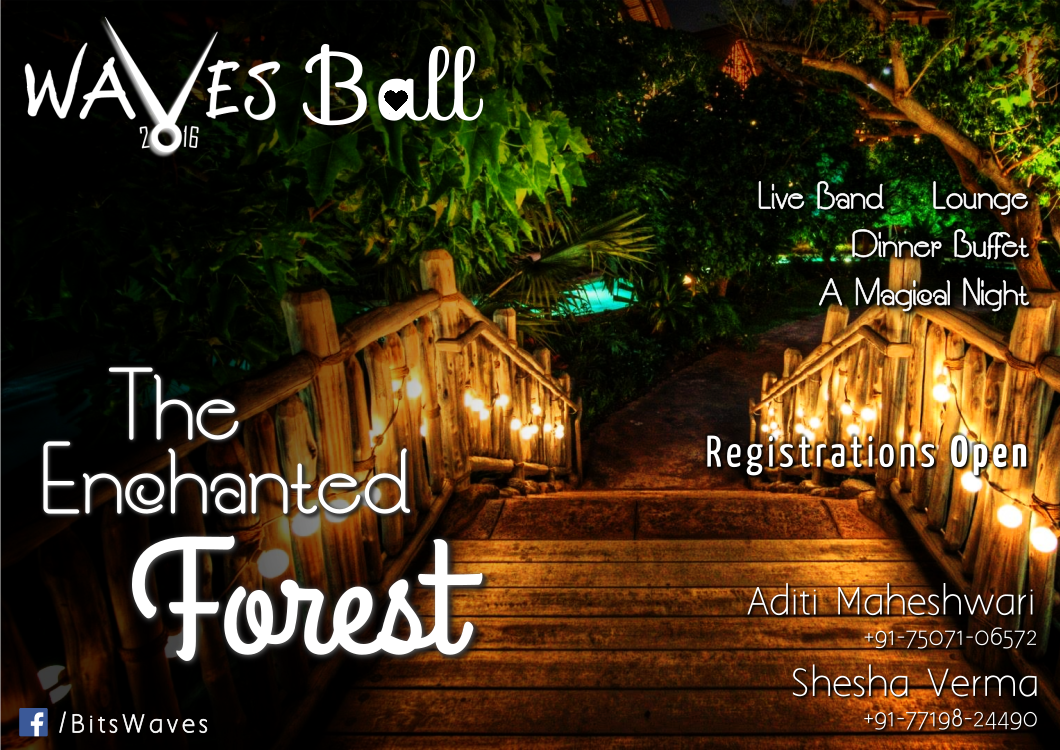 WAVES Ball
2016
Live Band Lounge
Dinner Buffet
A Magical Night
The
Enchanted
Forest
Registrations Open
Aditi Maheshwari
+91-75071-06572
Shesha Verma
+91-77198-24490
f /BitsWaves